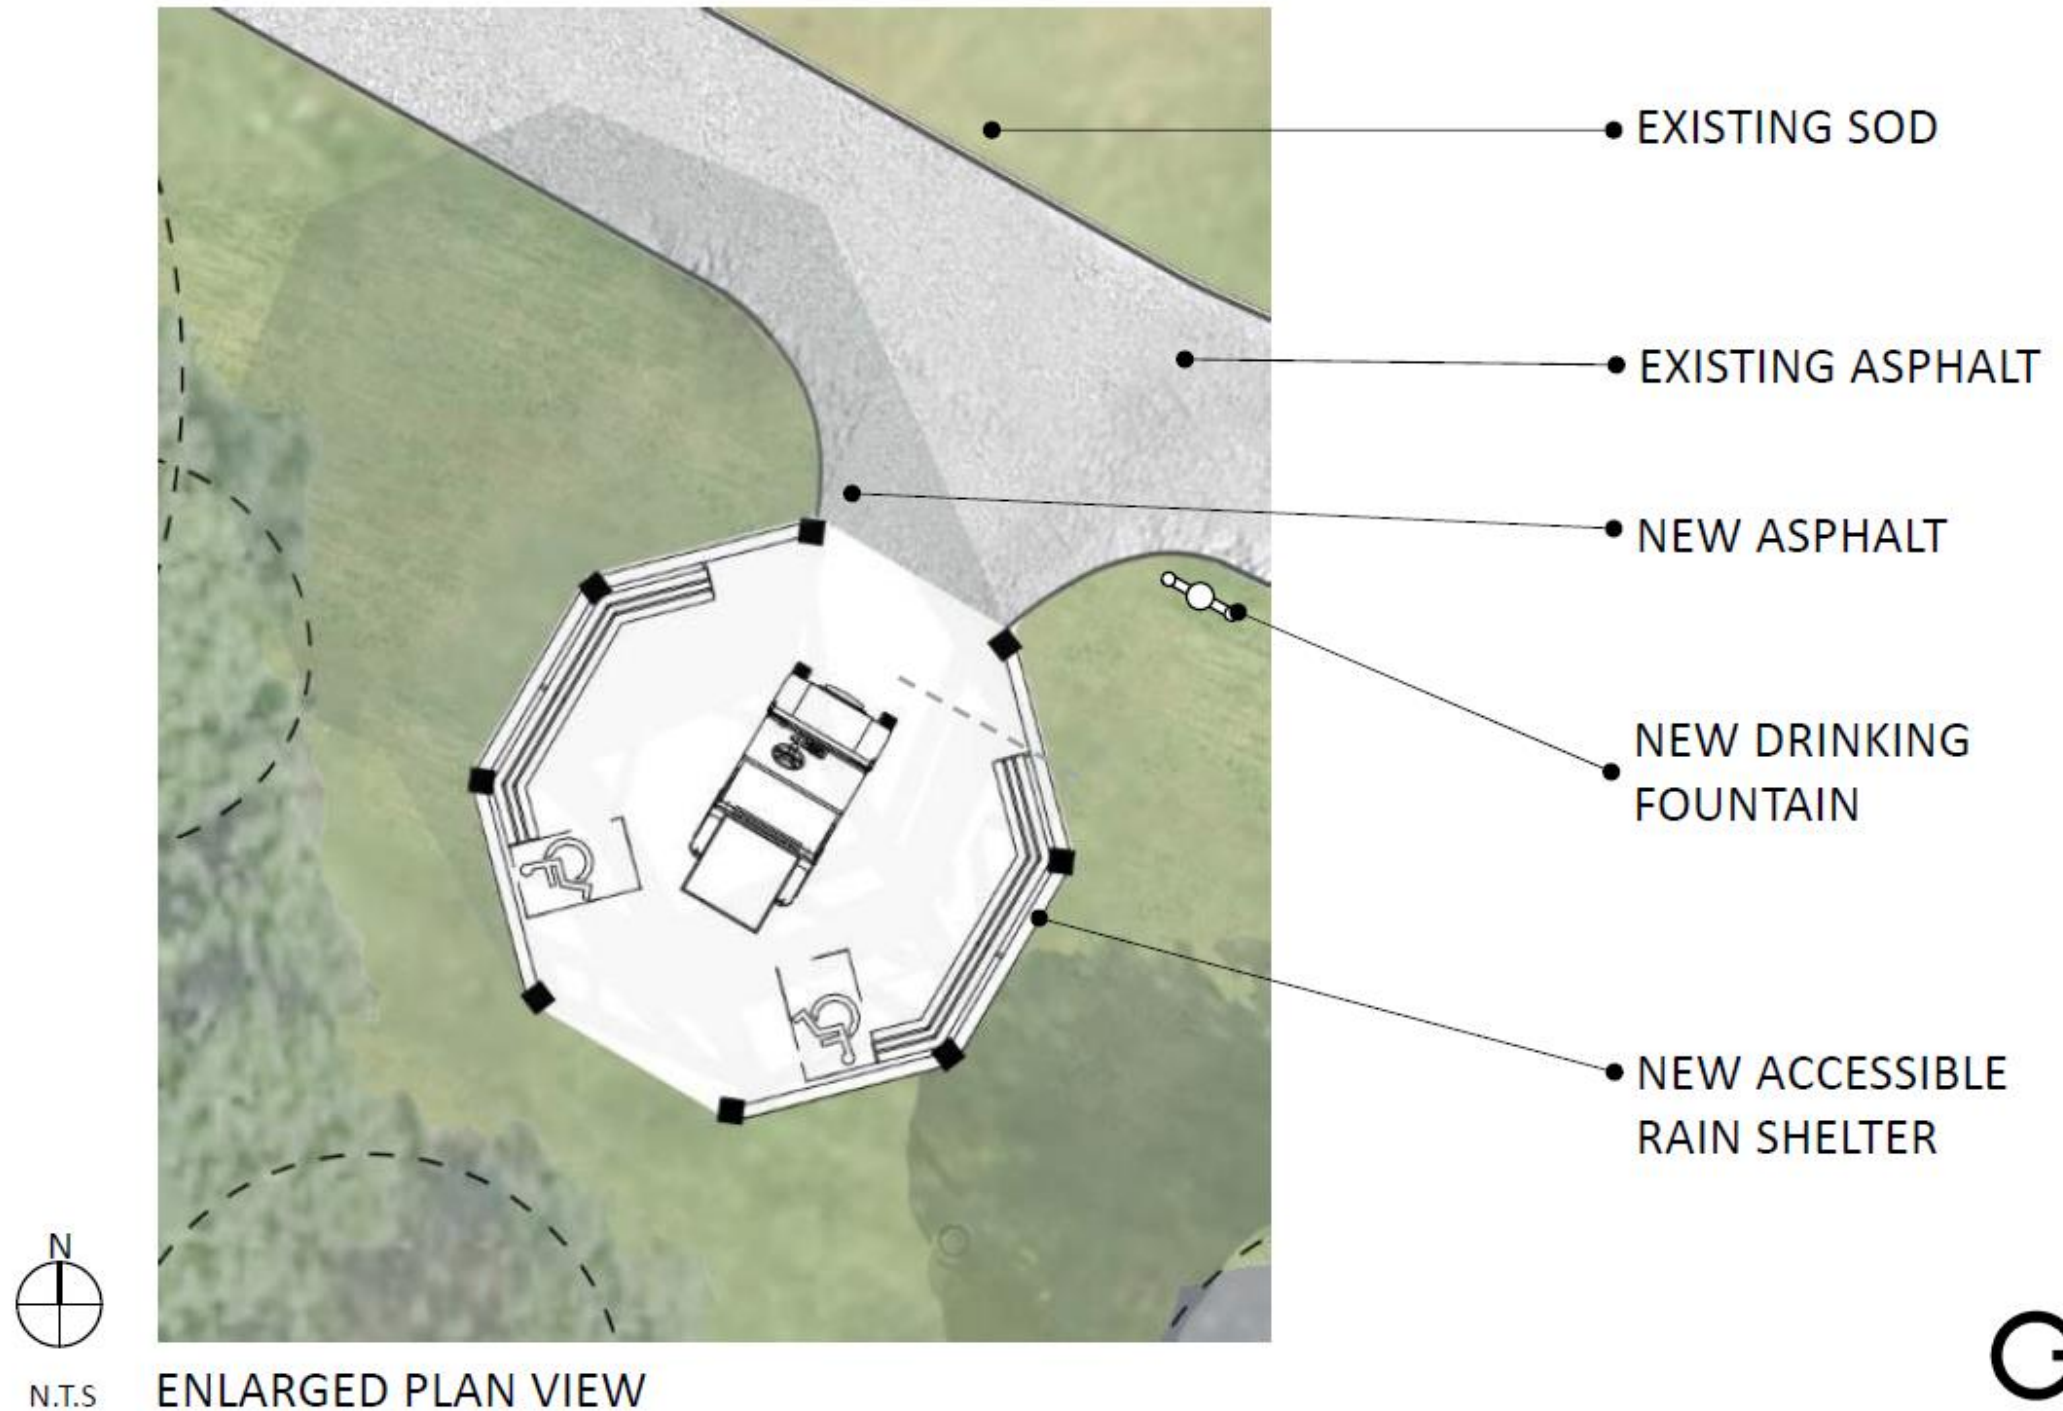 EXISTING SOD
EXISTING ASPHALT
NEW ASPHALT
NEW DRINKING
FOUNTAIN
NEW ACCESSIBLE
RAIN SHELTER
N
N.T.S
ENLARGED PLAN VIEW